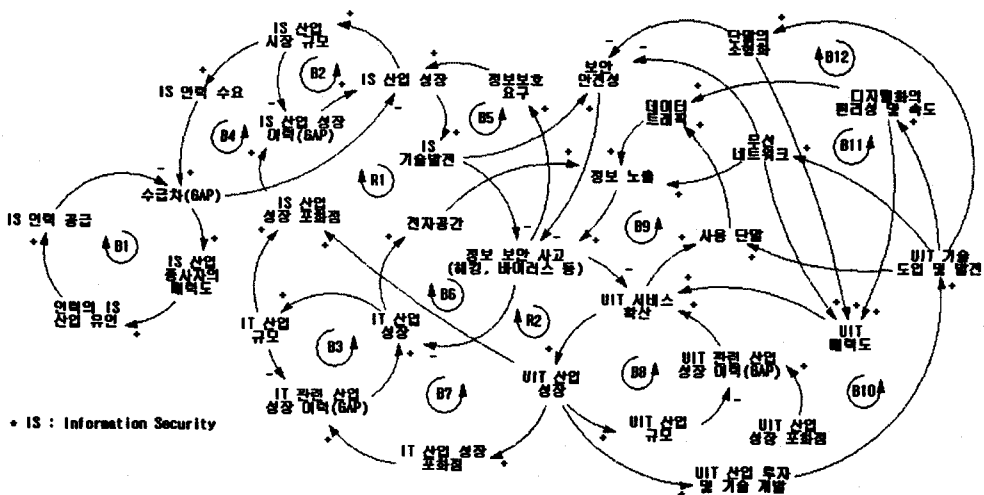 IS 산업
시장 규모
IS 인력 수요
B2
IS 산업 성장
IS 산업 성장
여력(GAP)
B4
정보보호
요구
B5
IS
기술발전
보안
안전성
단말의
소형화
B12
데이터
트래픽
디지털화의
편리성 및 속도
B11
무선
네트워크
정보 노출
수급차(GAP)
R1
IS 인력 공급
B1
IS 산업
종사자의
매력도
인력의 IS
산업 유인
IS 산업
성장 포화점
전자공간
B9
사용 단말
정보 보안 사고
(해킹, 바이러스 등)
UIT 기술
도입 및 발전
B6
R2
UIT 서비스
확산
IT 산업
규모
B3
IT 산업
성장
UIT
매력도
IT 관련 산업
성장 여력(GAP)
B7
UIT 산업
성장
B8
UIT 관련 산업
성장 여력(GAP)
B10
UIT 산업
규모
UIT 산업
성장 포화점
IT 산업 성장
포화점
UIT 산업 투자
및 기술 개발
* IS : Information Security